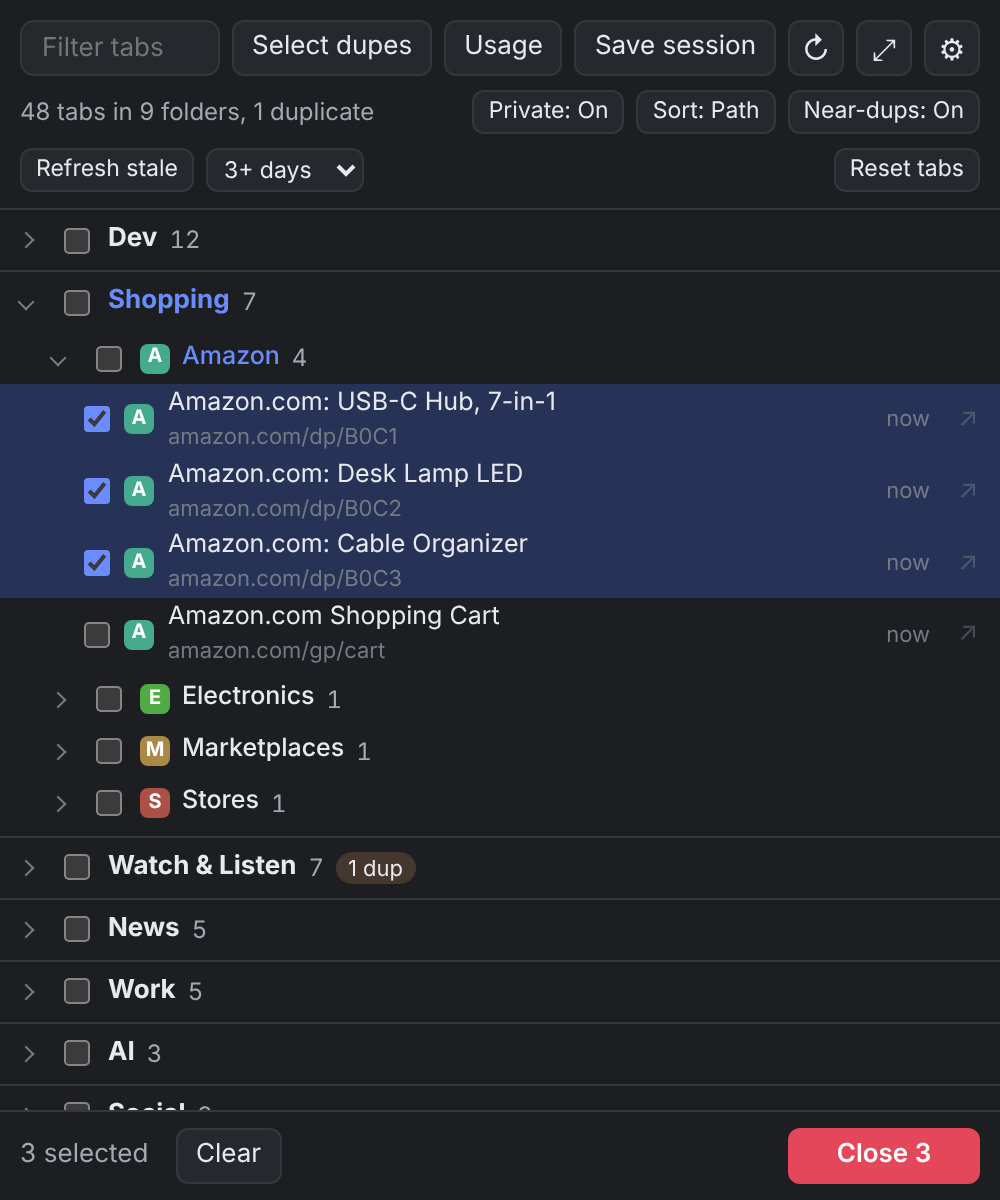 Filter tabs Select dupes Usage Save session
48 tabs in 9 folders, 1 duplicate Private: On Sort: Path Near-dups: On
Refresh stale 3+ days Reset tabs
Dev 12
Shopping 7
A Amazon 4
A Amazon.com: USB-C Hub, 7-in-1 now
amazon.com/dp/B0C1
A Amazon.com: Desk Lamp LED now
amazon.com/dp/B0C2
A Amazon.com: Cable Organizer now
amazon.com/dp/B0C3
A Amazon.com Shopping Cart now
amazon.com/gp/cart
E Electronics 1
M Marketplaces 1
S Stores 1
Watch & Listen 7 1 dup
News 5
Work 5
AI 3
Social
3 selected Clear Close 3